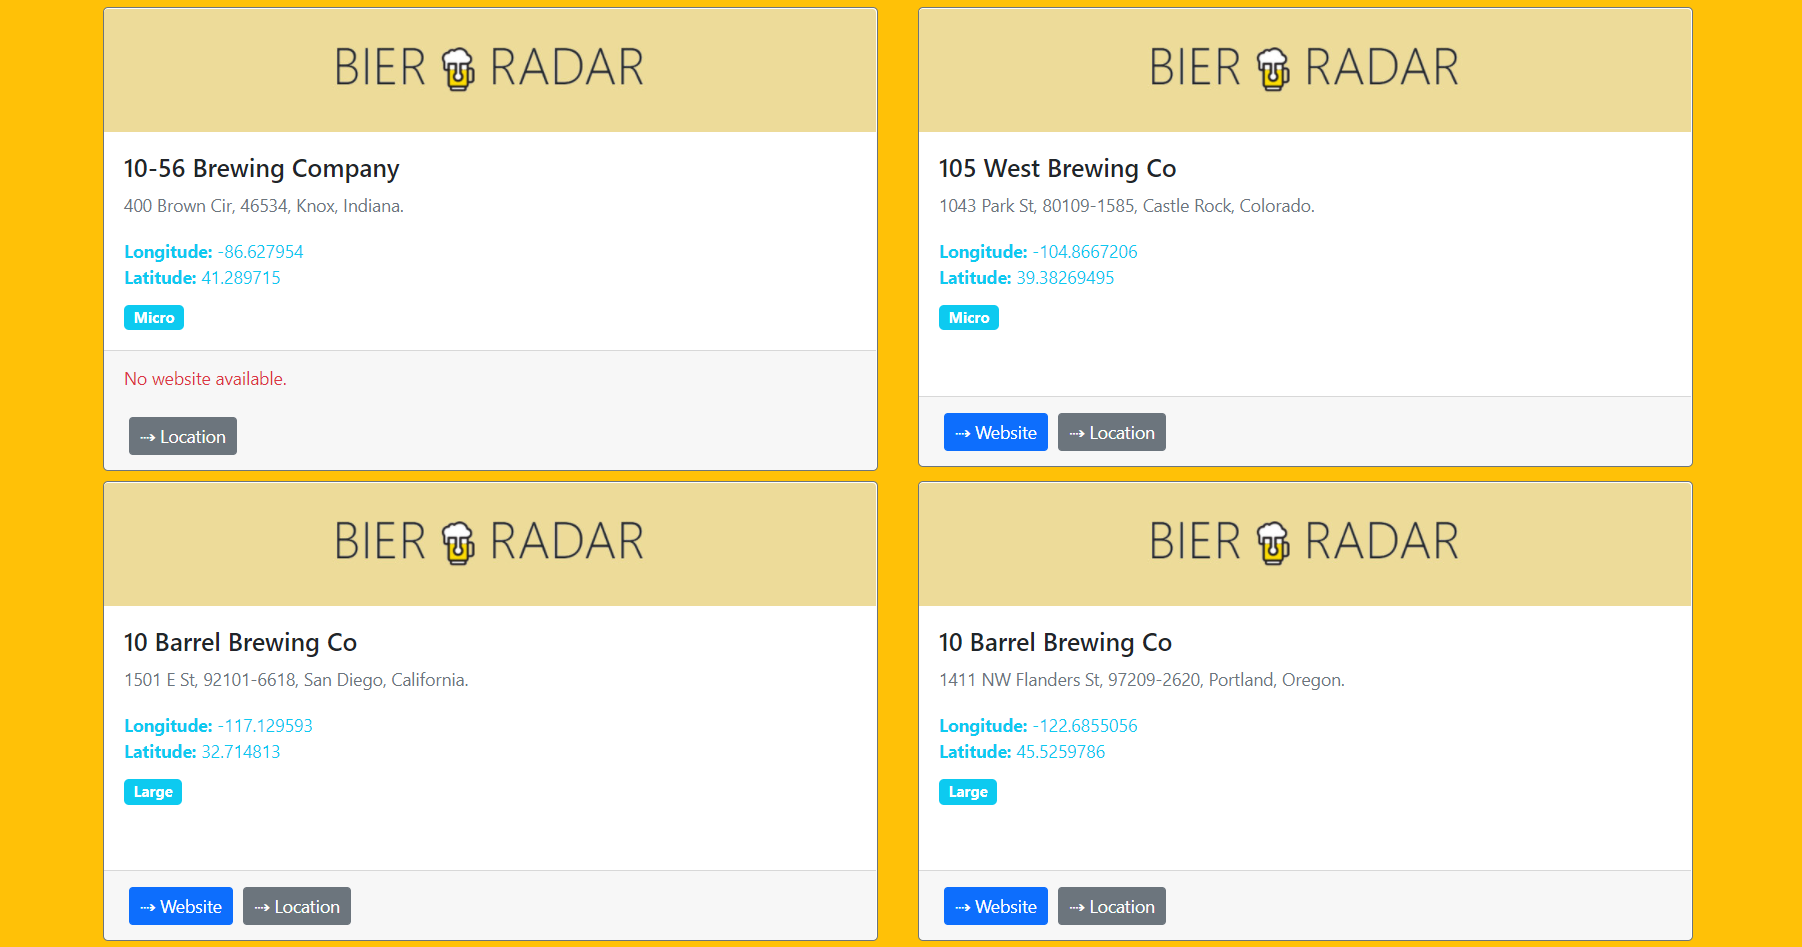 BIER RADAR
10-56 Brewing Company
400 Brown Cir, 46534, Knox, Indiana.
Longitude: -86.627954
Latitude: 41.289715
Micro
No website available.
⇢ Location
BIER RADAR
105 West Brewing Co
1043 Park St, 80109-1585, Castle Rock, Colorado.
Longitude: -104.8667206
Latitude: 39.38269495
Micro
⇢ Website ⇢ Location
BIER RADAR
10 Barrel Brewing Co
1501 E St, 92101-6618, San Diego, California.
Longitude: -117.129593
Latitude: 32.714813
Large
⇢ Website ⇢ Location
BIER RADAR
10 Barrel Brewing Co
1411 NW Flanders St, 97209-2620, Portland, Oregon.
Longitude: -122.6855056
Latitude: 45.5259786
Large
⇢ Website ⇢ Location